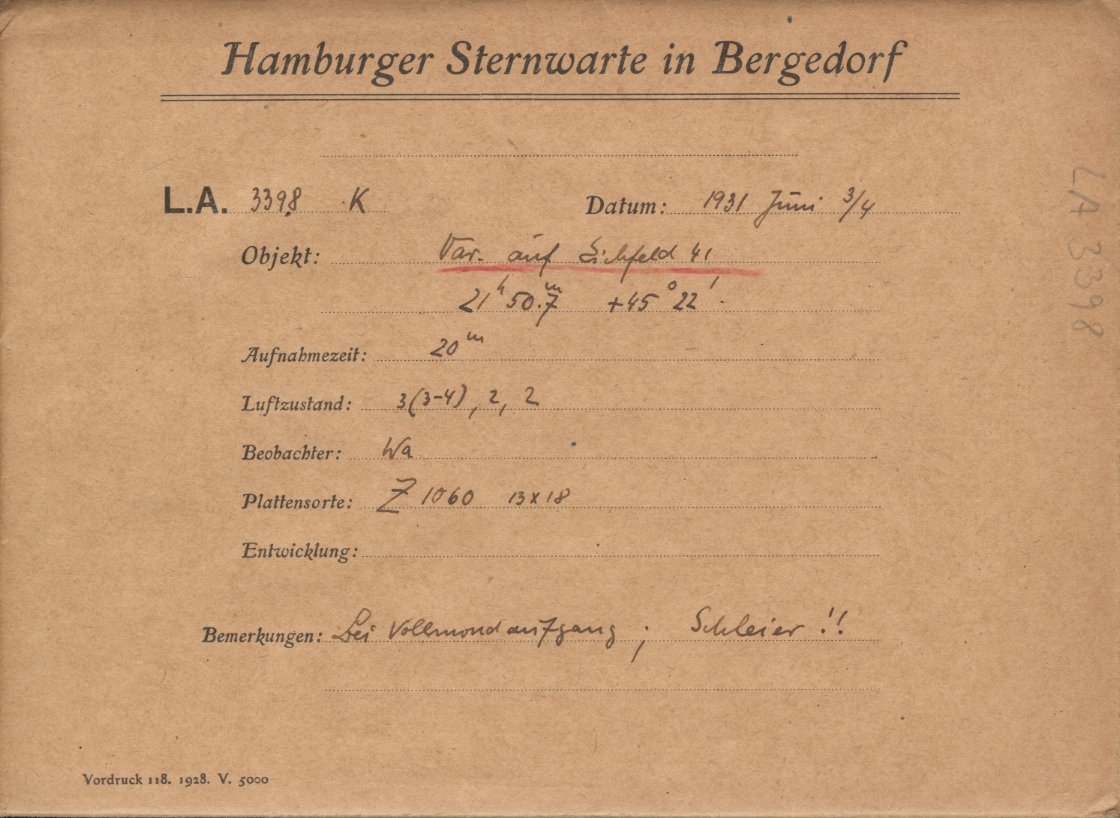 Hamburger Sternwarte in Bergedorf
L.A. 3398 K Datum: 1931 Juni 3/4
Objekt: Var. auf Eichfeld 41
21ʰ 50.ᵐ7 +45° 22'
Aufnahmezeit: 20ᵐ
Luftzustand: 3(3-4), 2, 2
Beobachter: Wa
Plattensorte: Z 1060 13x18
Entwicklung:
Bemerkungen: Bei Vollmondaufgang; Schleier!!
Vordruck 118. 1928. V. 5000
LA 3398